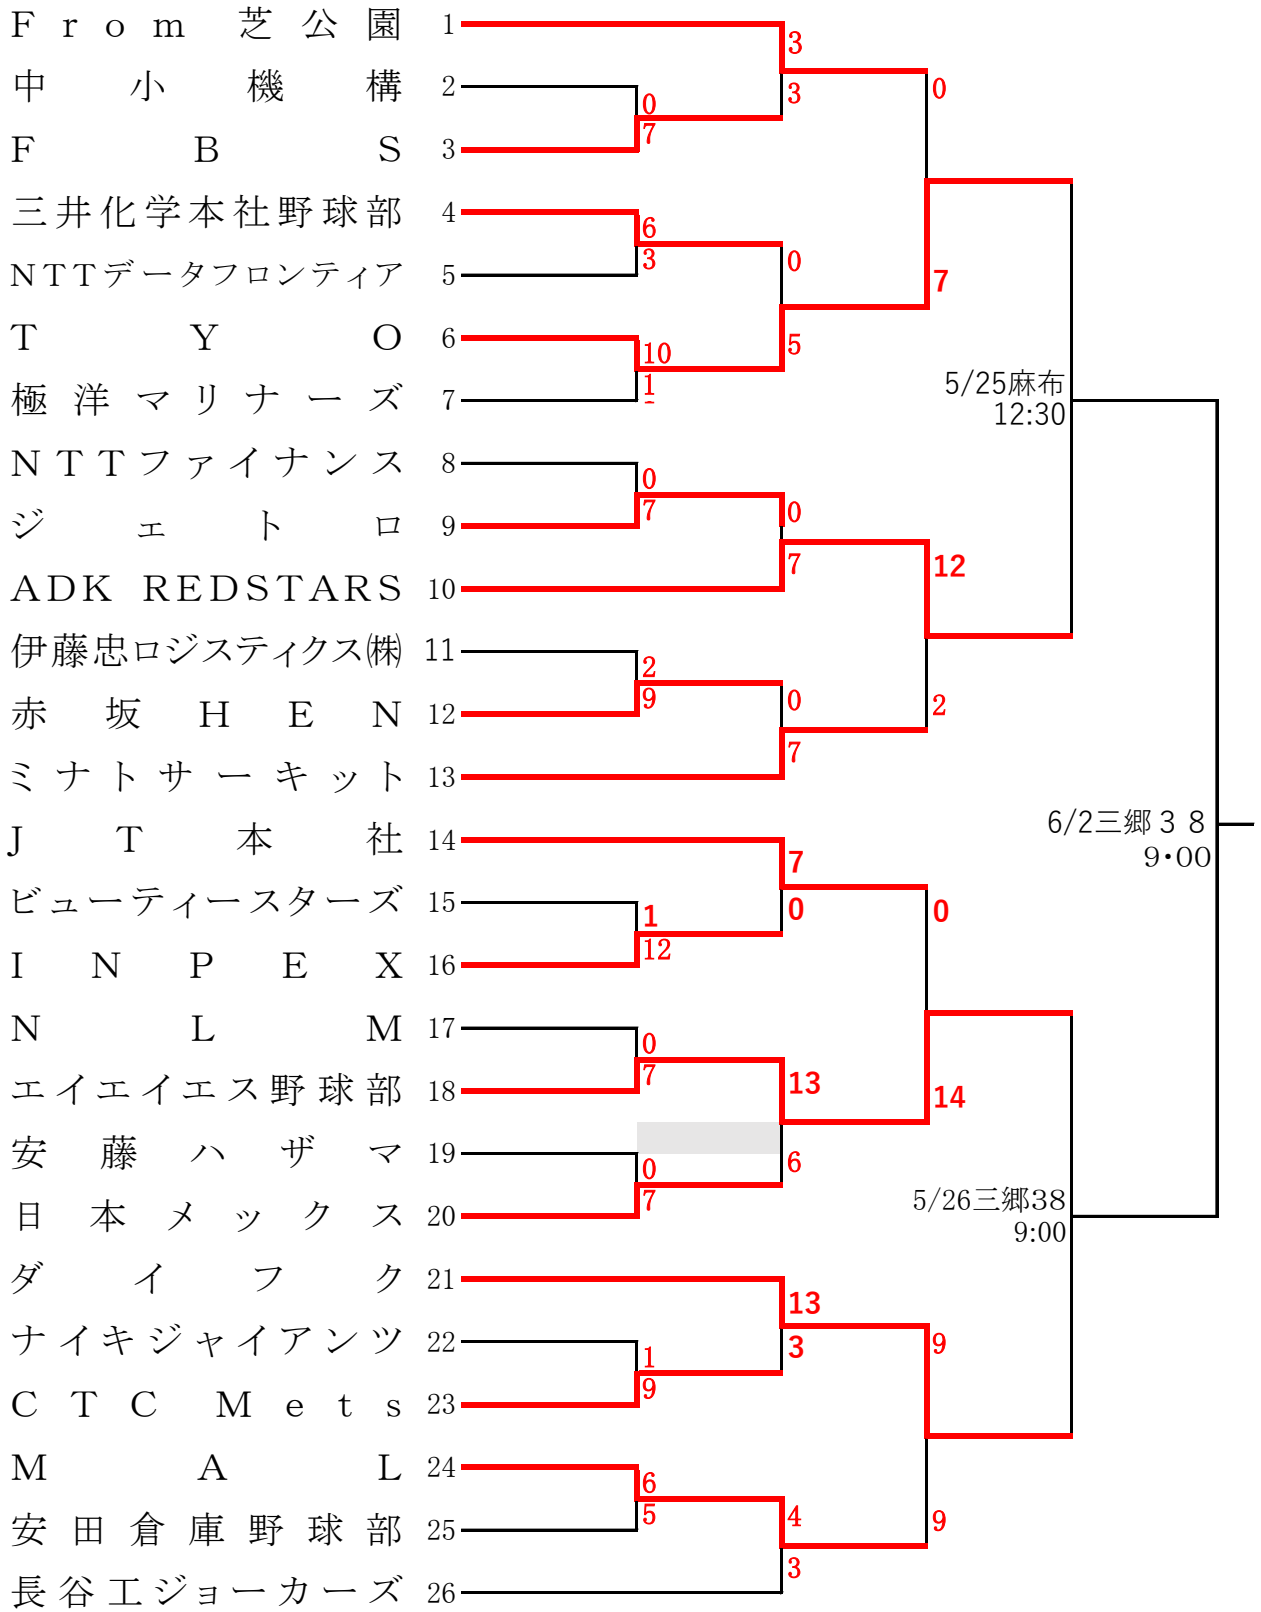 From 芝公園 1
3
中小機構 2
0
3
0
7
FBS 3
三井化学本社野球部 4
6
3
0
NTTデータフロンティア 5
7
TYO 6
10
5
1
極洋マリナーズ 7
5/25麻布
12:30
NTTファイナンス 8
0
0
7
ジェトロ 9
7
12
ADK REDSTARS 10
伊藤忠ロジスティクス㈱ 11
2
9
0
2
赤坂HEN 12
7
ミナトサーキット 13
6/2三郷38
9・00
JT本社 14
7
0
0
ビューティースターズ 15
1
12
INPEX 16
NLM 17
0
7
13
14
エイエイエス野球部 18
安藤ハザマ 19
0
6
7
日本メックス 20
5/26三郷38
9:00
ダイフク 21
13
3
9
ナイキジャイアンツ 22
1
9
CTC Mets 23
MAL 24
6
5
4
9
安田倉庫野球部 25
3
長谷工ジョーカーズ 26